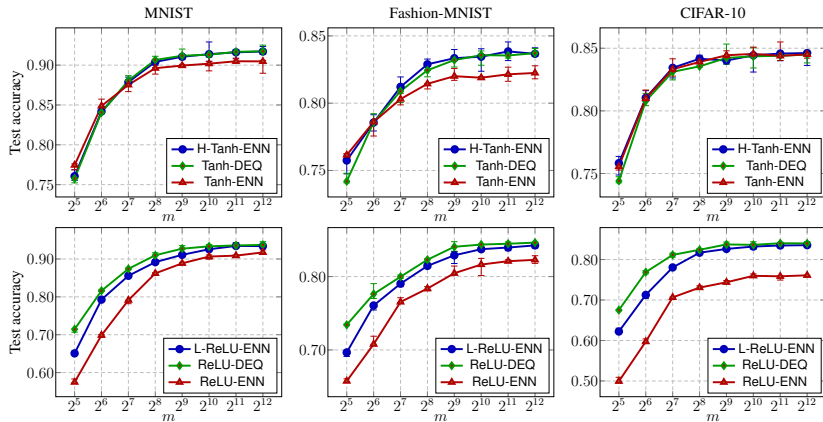 MNIST
Fashion-MNIST
CIFAR-10
Test accuracy
0.90
0.85
0.80
0.75
H-Tanh-ENN
Tanh-DEQ
Tanh-ENN
2^5 2^6 2^7 2^8 2^9 2^10 2^11 2^12
m
0.85
0.80
0.75
H-Tanh-ENN
Tanh-DEQ
Tanh-ENN
2^5 2^6 2^7 2^8 2^9 2^10 2^11 2^12
m
0.85
0.80
0.75
H-Tanh-ENN
Tanh-DEQ
Tanh-ENN
2^5 2^6 2^7 2^8 2^9 2^10 2^11 2^12
m
Test accuracy
0.90
0.80
0.70
0.60
L-ReLU-ENN
ReLU-DEQ
ReLU-ENN
2^5 2^6 2^7 2^8 2^9 2^10 2^11 2^12
m
0.80
0.70
L-ReLU-ENN
ReLU-DEQ
ReLU-ENN
2^5 2^6 2^7 2^8 2^9 2^10 2^11 2^12
m
0.80
0.70
0.60
0.50
L-ReLU-ENN
ReLU-DEQ
ReLU-ENN
2^5 2^6 2^7 2^8 2^9 2^10 2^11 2^12
m